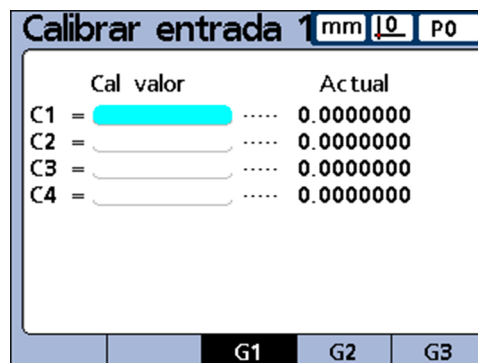 Calibrar entrada 1 mm 0 P0
Cal valor Actual
C1 = ..... 0.0000000
C2 = ..... 0.0000000
C3 = ..... 0.0000000
C4 = ..... 0.0000000
G1 G2 G3